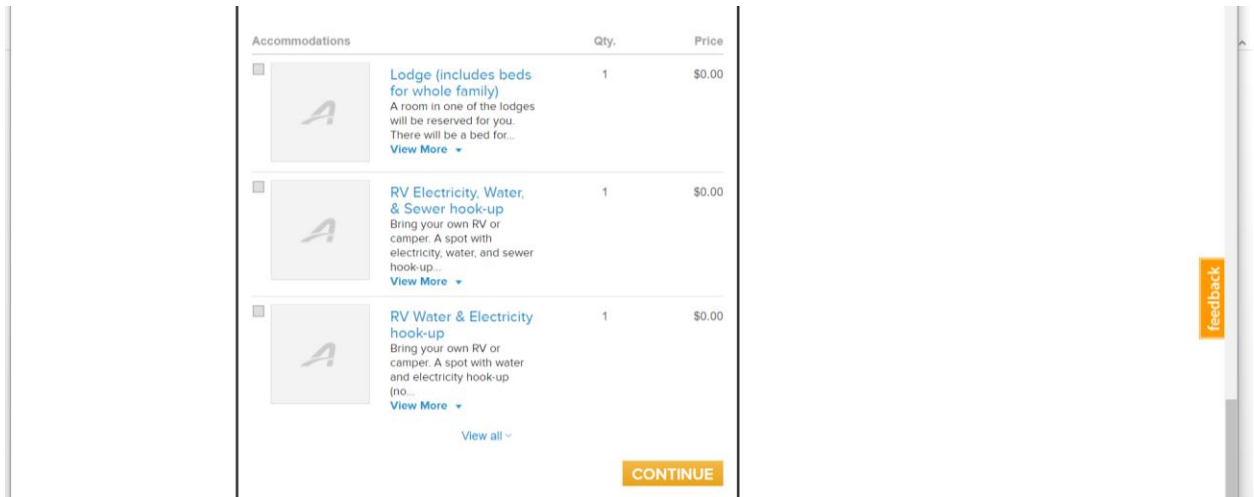 Accommodations Qty. Price
Lodge (includes beds 1 $0.00
for whole family)
A room in one of the lodges
will be reserved for you.
There will be a bed for...
View More
RV Electricity, Water, 1 $0.00
& Sewer hook-up
Bring your own RV or
camper. A spot with
electricity, water, and sewer
hook-up...
View More
RV Water & Electricity 1 $0.00
hook-up
Bring your own RV or
camper. A spot with water
and electricity hook-up
(no...
View More
View all
CONTINUE
feedback